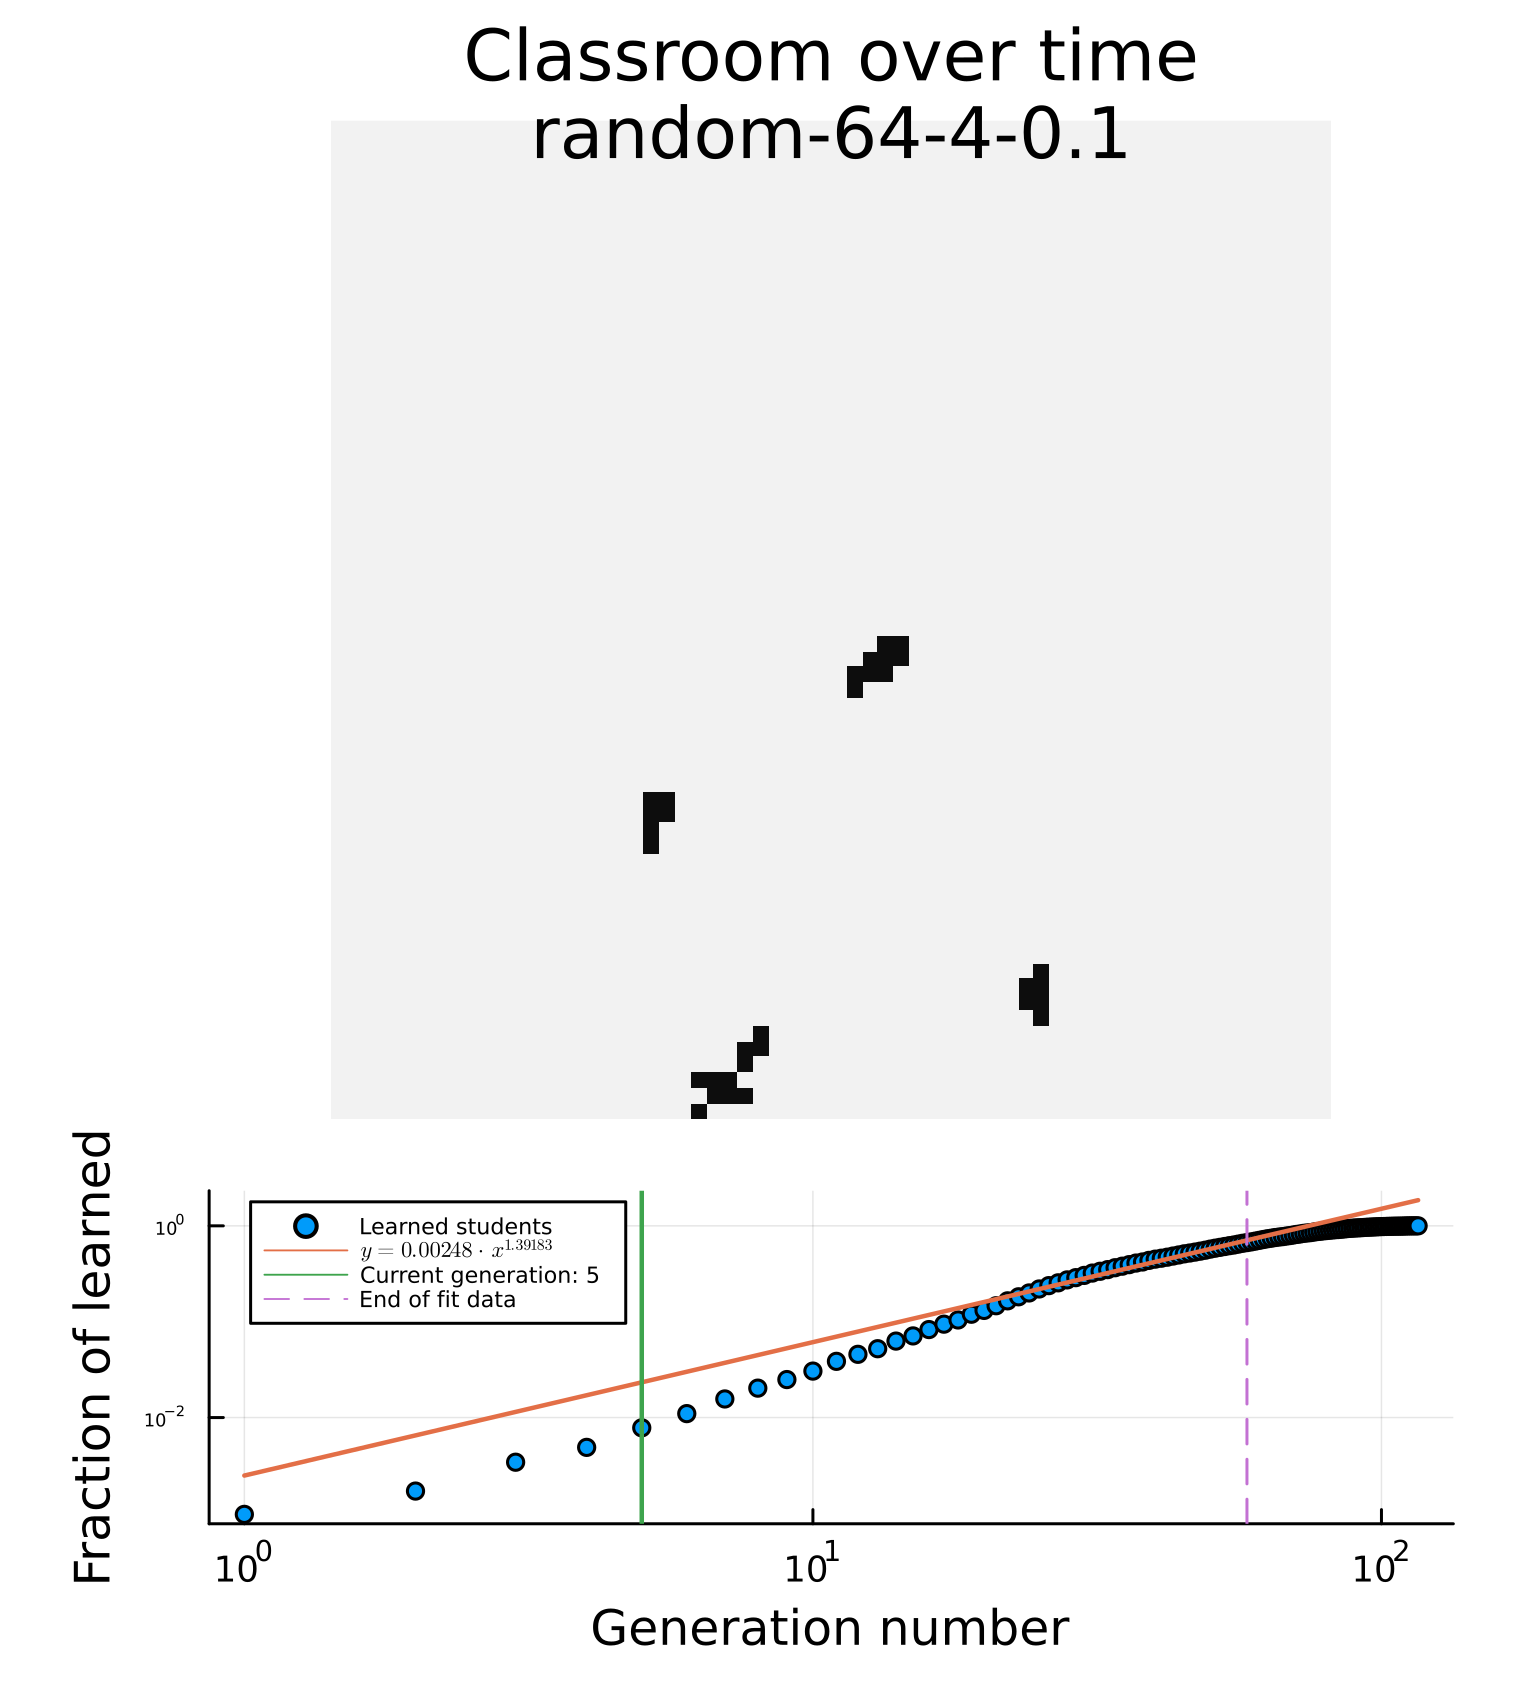 Classroom over time
random-64-4-0.1
Fraction of learned
10^0
10^-2
Learned students
y = 0.00248 · x^1.39183
Current generation: 5
End of fit data
10^0 10^1 10^2
Generation number